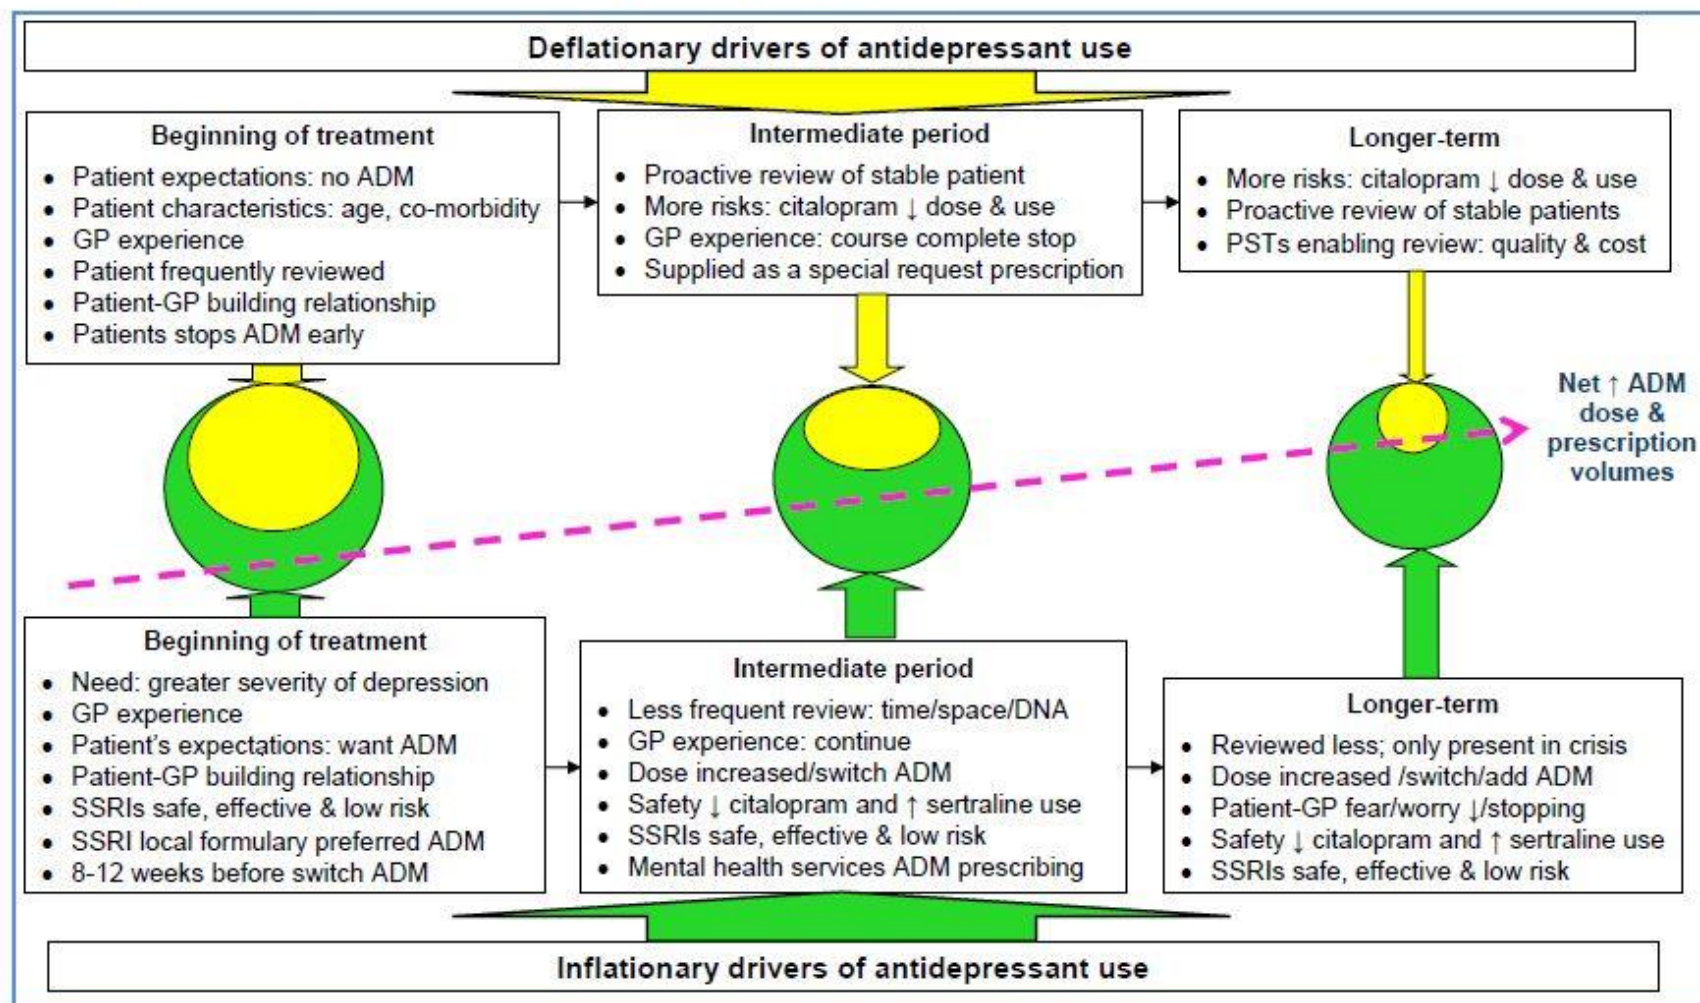 Deflationary drivers of antidepressant use
Beginning of treatment
• Patient expectations: no ADM
• Patient characteristics: age, co-morbidity
• GP experience
• Patient frequently reviewed
• Patient-GP building relationship
• Patients stops ADM early
Intermediate period
• Proactive review of stable patient
• More risks: citalopram ↓ dose & use
• GP experience: course complete stop
• Supplied as a special request prescription
Longer-term
• More risks: citalopram ↓ dose & use
• Proactive review of stable patients
• PSTs enabling review: quality & cost
Net ↑ ADM
dose &
prescription
volumes
Beginning of treatment
• Need: greater severity of depression
• GP experience
• Patient's expectations: want ADM
• Patient-GP building relationship
• SSRIs safe, effective & low risk
• SSRI local formulary preferred ADM
• 8-12 weeks before switch ADM
Intermediate period
• Less frequent review: time/space/DNA
• GP experience: continue
• Dose increased/switch ADM
• Safety ↓ citalopram and ↑ sertraline use
• SSRIs safe, effective & low risk
• Mental health services ADM prescribing
Longer-term
• Reviewed less; only present in crisis
• Dose increased /switch/add ADM
• Patient-GP fear/worry ↓/stopping
• Safety ↓ citalopram and ↑ sertraline use
• SSRIs safe, effective & low risk
Inflationary drivers of antidepressant use